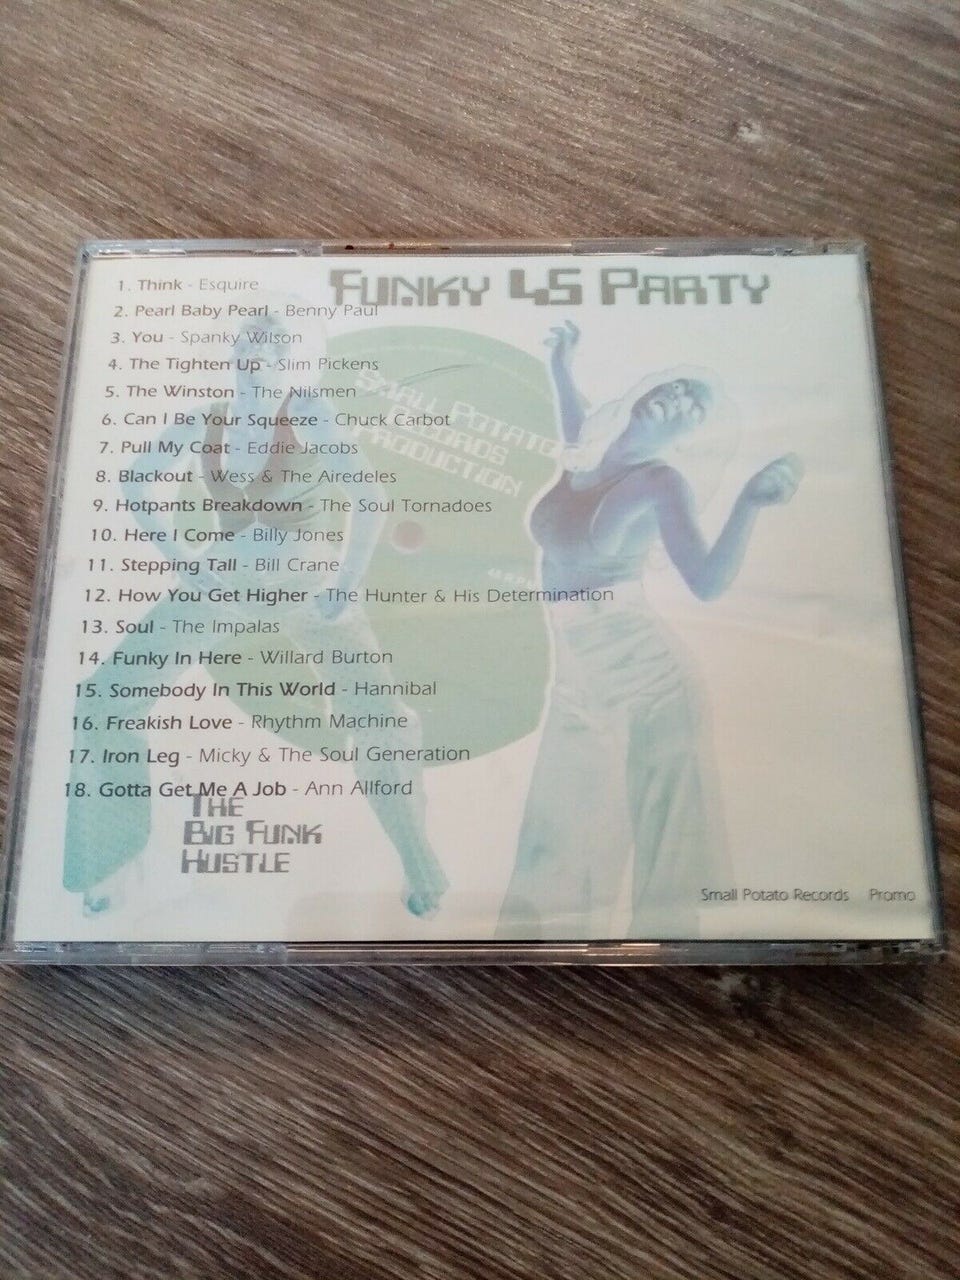 FUNKY 45 PARTY
1. Think - Esquire
2. Pearl Baby Pearl - Benny Paul
3. You - Spanky Wilson
4. The Tighten Up - Slim Pickens
5. The Winston - The Nilsmen
6. Can I Be Your Squeeze - Chuck Carbot
7. Pull My Coat - Eddie Jacobs
8. Blackout - Wess & The Airedeles
9. Hotpants Breakdown - The Soul Tornadoes
10. Here I Come - Billy Jones
11. Stepping Tall - Bill Crane
12. How You Get Higher - The Hunter & His Determination
13. Soul - The Impalas
14. Funky In Here - Willard Burton
15. Somebody In This World - Hannibal
16. Freakish Love - Rhythm Machine
17. Iron Leg - Micky & The Soul Generation
18. Gotta Get Me A Job - Ann Allford
SMALL POTATO
RECORDS
PRODUCTION
THE
BIG FUNK
HUSTLE
Small Potato Records Promo